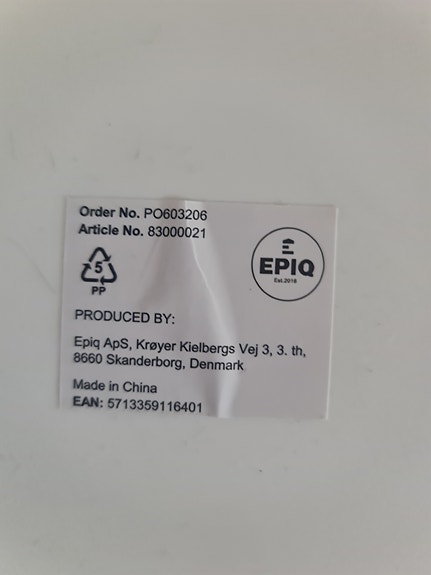 Order No. PO603206
Article No. 83000021
5
PP
EPIQ
Est.2016
PRODUCED BY:
Epiq ApS, Krøyer Kielbergs Vej 3, 3. th,
8660 Skanderborg, Denmark
Made in China
EAN: 5713359116401